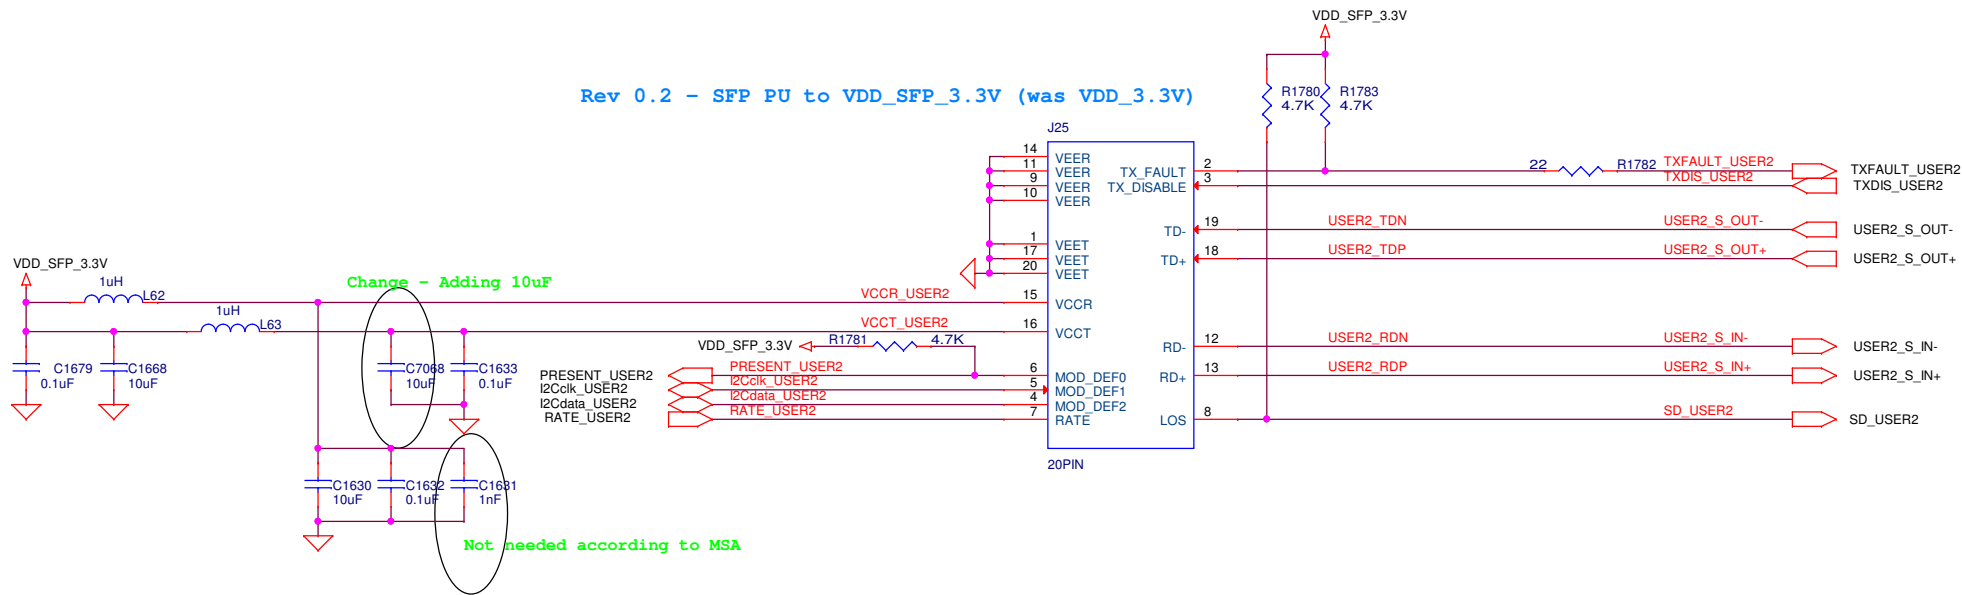 VDD_SFP_3.3V
Rev 0.2 - SFP PU to VDD_SFP_3.3V (was VDD_3.3V)
R1780
4.7K
R1783
4.7K
J25
14 VEER
11 VEER
9 VEER
10 VEER
1 VEET
17 VEET
20 VEET
15 VCCR
16 VCCT
6 MOD_DEF0
5 MOD_DEF1
4 MOD_DEF2
7 RATE
TX_FAULT 2
TX_DISABLE 3
TD- 19
TD+ 18
RD- 12
RD+ 13
LOS 8
20PIN
22 R1782 TXFAULT_USER2 TXFAULT_USER2
TXDIS_USER2 TXDIS_USER2
USER2_TDN USER2_S_OUT- USER2_S_OUT-
USER2_TDP USER2_S_OUT+ USER2_S_OUT+
USER2_RDN USER2_S_IN- USER2_S_IN-
USER2_RDP USER2_S_IN+ USER2_S_IN+
SD_USER2 SD_USER2
VDD_SFP_3.3V
1uH L62
1uH L63
Change - Adding 10uF
VCCR_USER2
VCCT_USER2
VDD_SFP_3.3V R1781 4.7K
PRESENT_USER2 PRESENT_USER2
I2Cclk_USER2 I2Cclk_USER2
I2Cdata_USER2 I2Cdata_USER2
RATE_USER2 RATE_USER2
C1679
0.1uF
C1668
10uF
C7068
10uF
C1633
0.1uF
C1630
10uF
C1632
0.1uF
C1631
1nF
Not needed according to MSA